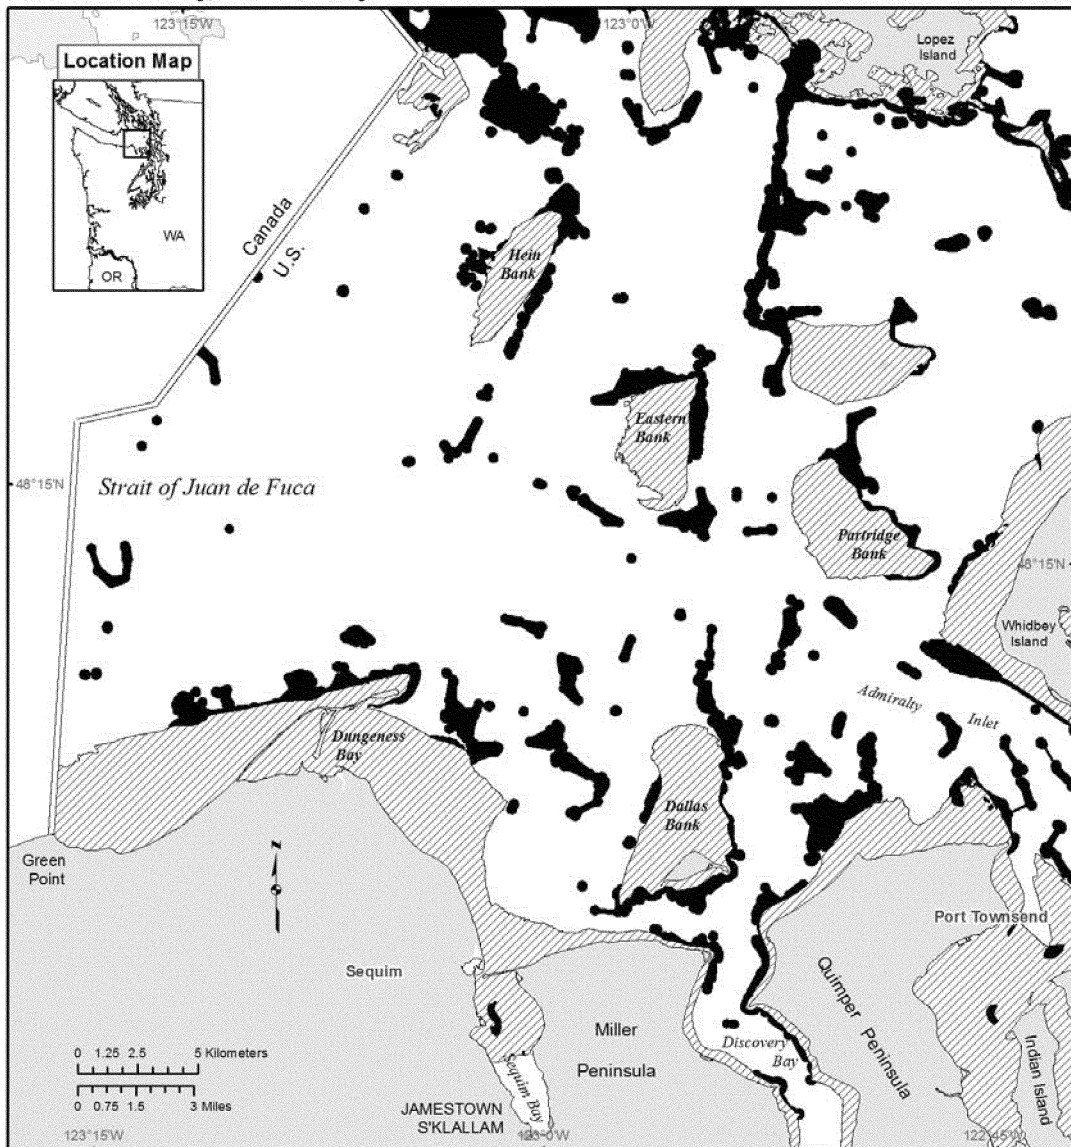 123°15'W
123°0'W
Lopez
Island
Location Map
WA
OR
Canada
U.S.
Hein
Bank
Eastern
Bank
48°15'N
Strait of Juan de Fuca
Partridge
Bank
48°15'N
Whidbey
Island
Admiralty
Inlet
Dungeness
Bay
Dallas
Bank
Green
Point
N
Port Townsend
Sequim
Quimper Peninsula
Miller
Peninsula
Discovery
Bay
Indian Island
Sequim Bay
0 1.25 2.5 5 Kilometers
0 0.75 1.5 3 Miles
JAMESTOWN
S'KLALLAM
123°15'W
123°0'W
122°45'W